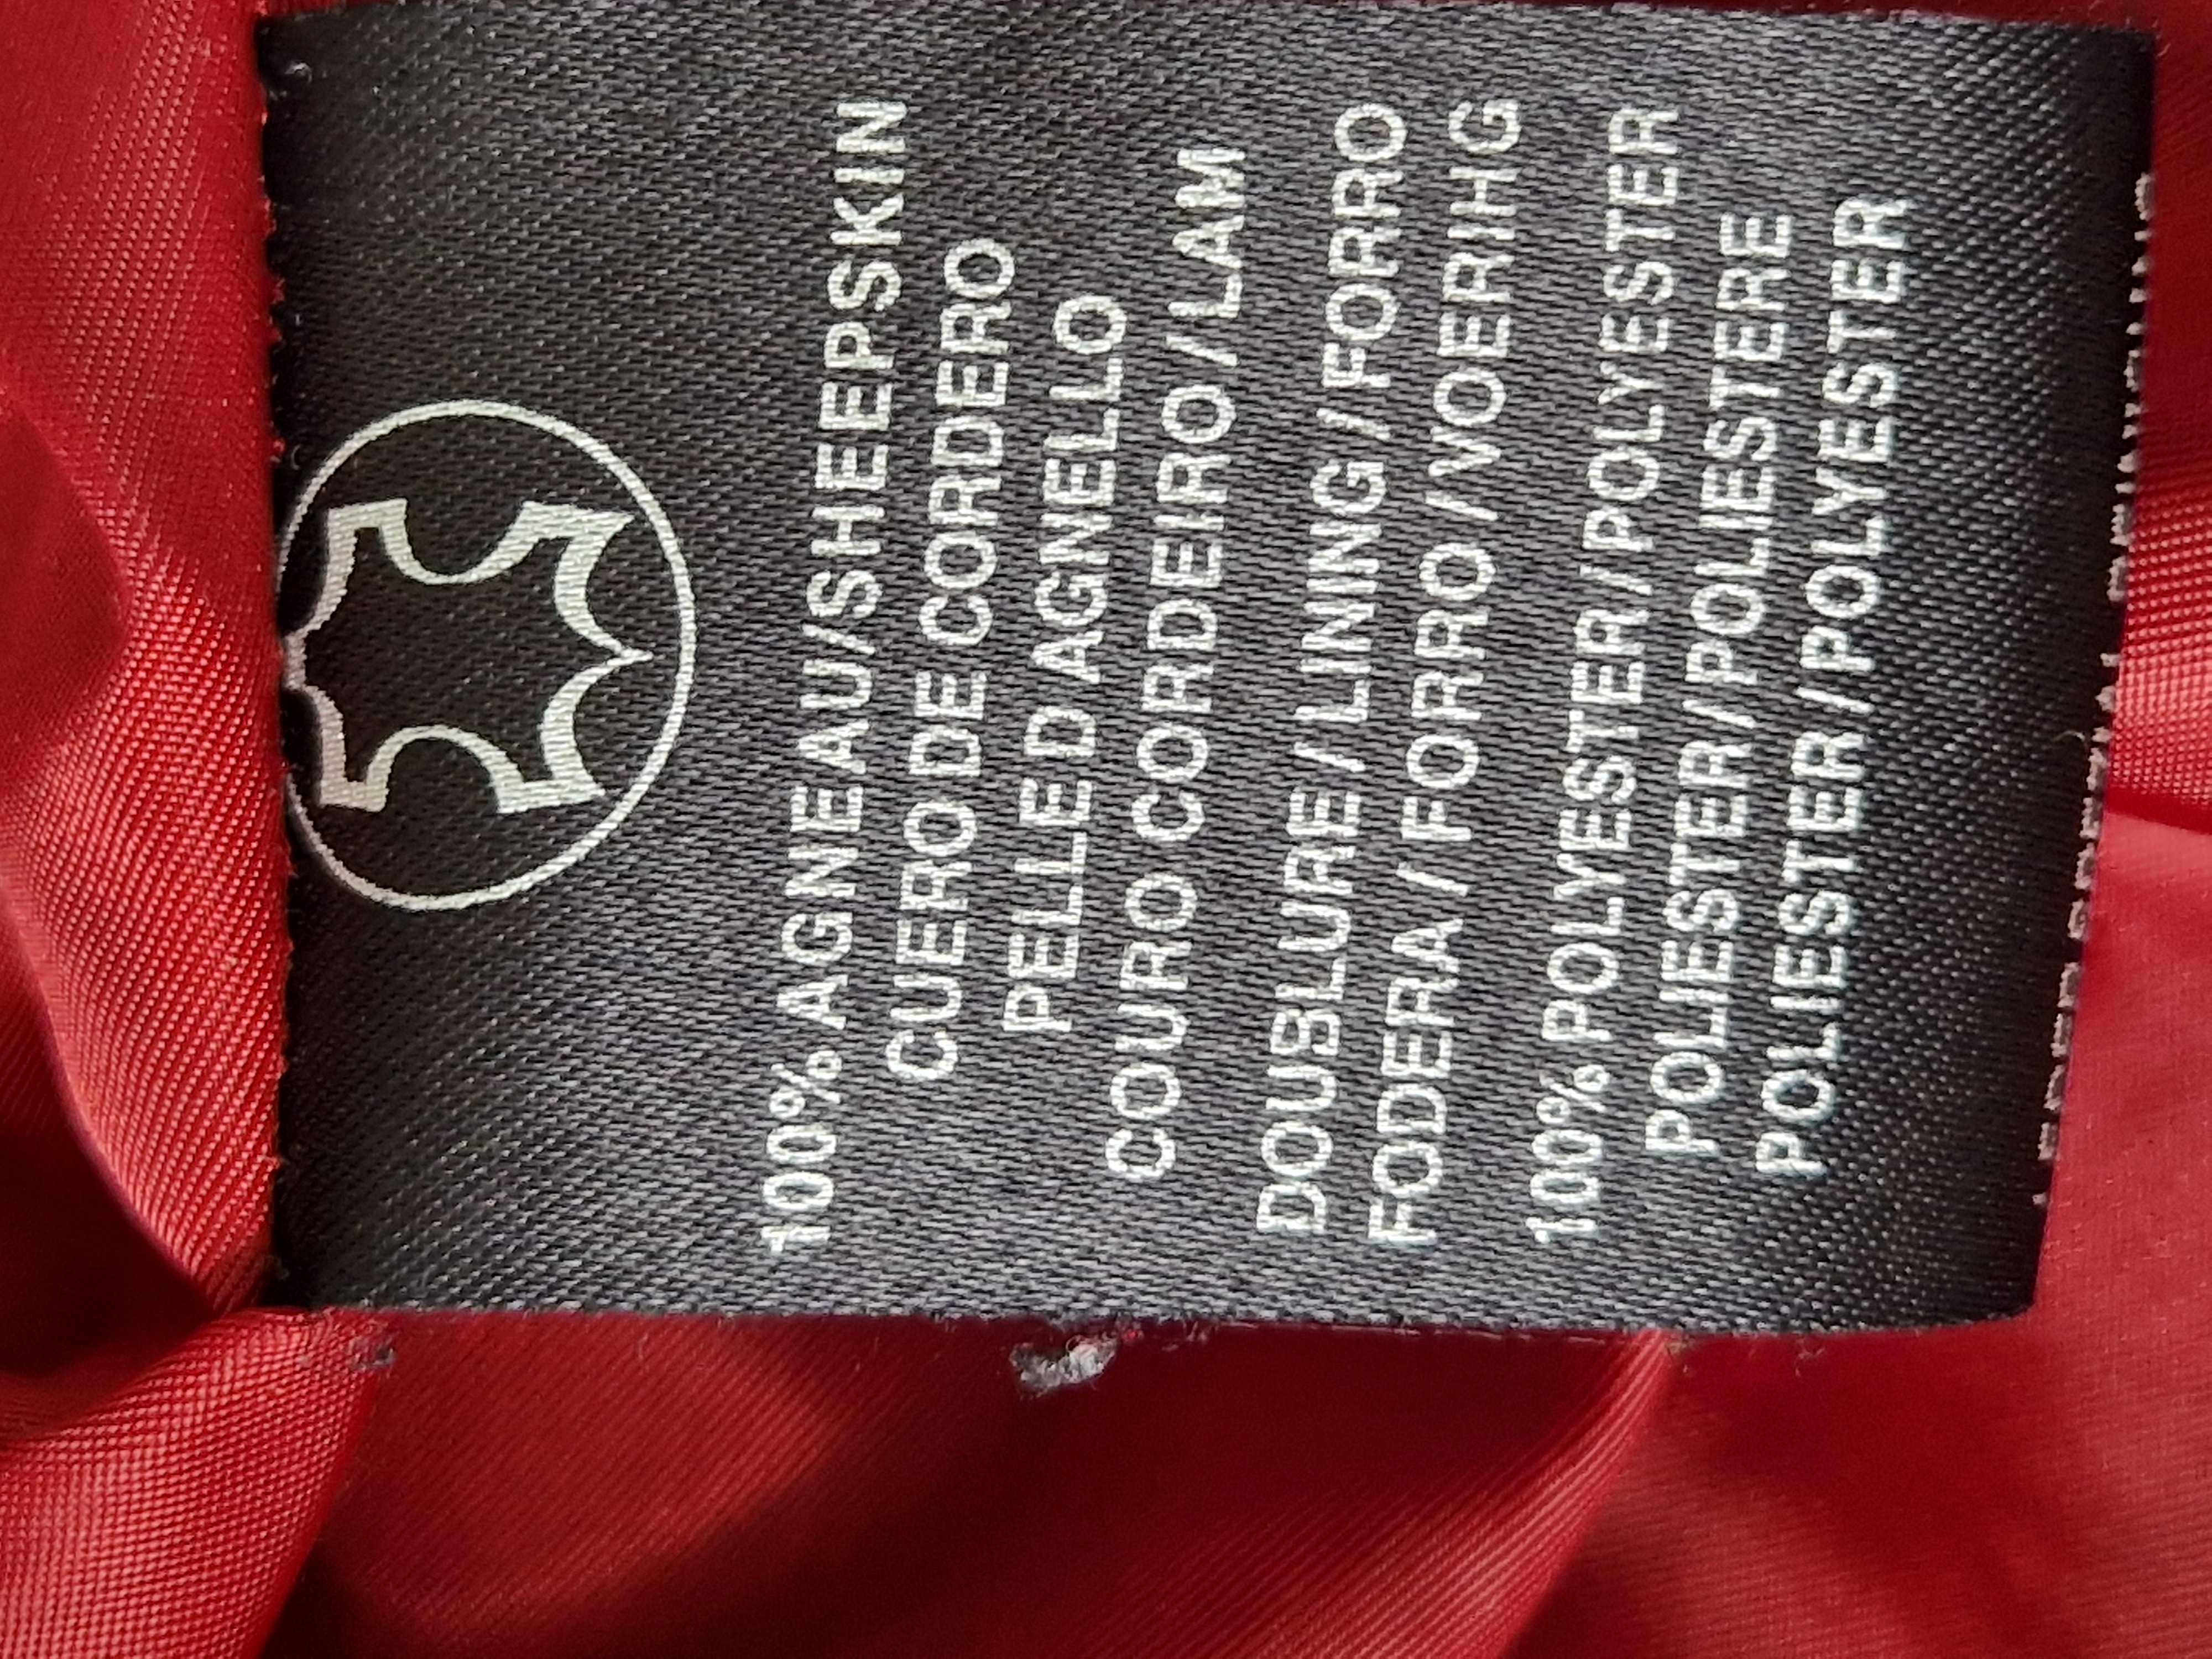 100% AGNEAU/SHEEPSKIN
CUERO DE CORDERO
PELLE D AGNELLO
COURO CORDEIRO/LAM
DOUBLURE/LINING/FORRO
FODERA/FORRO/VOERIHG
100% POLYESTER/POLYESTER
POLIESTER/POLIESTERE
POLIESTER/POLYESTER